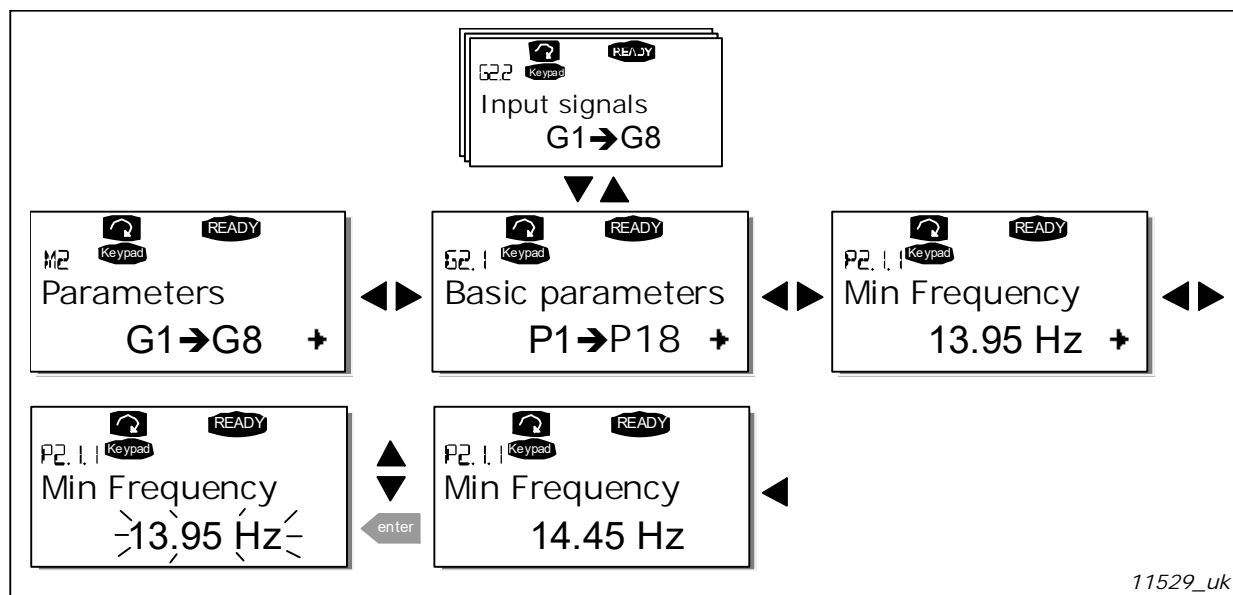 READY
G2.2 Keypad
Input signals
G1➔G8
READY
M2 Keypad
Parameters
G1➔G8
READY
G2.1 Keypad
Basic parameters
P1➔P18
READY
P2.1.1 Keypad
Min Frequency
13.95 Hz
READY
P2.1.1 Keypad
Min Frequency
13.95 Hz
enter
READY
P2.1.1 Keypad
Min Frequency
14.45 Hz
11529_uk